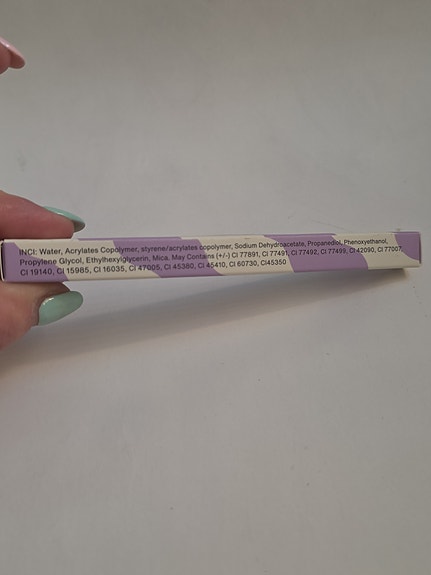 INCI: Water, Acrylates Copolymer, styrene/acrylates copolymer, Sodium Dehydroacetate, Propanediol, Phenoxyethanol,
Propylene Glycol, Ethylhexylglycerin, Mica, May Contains (+/-) CI 77891, CI 77491, CI 77492, CI 77499, CI 42090, CI 77007,
CI 19140, CI 15985, CI 16035, CI 47005, CI 45380, CI 45410, CI 60730, CI45350